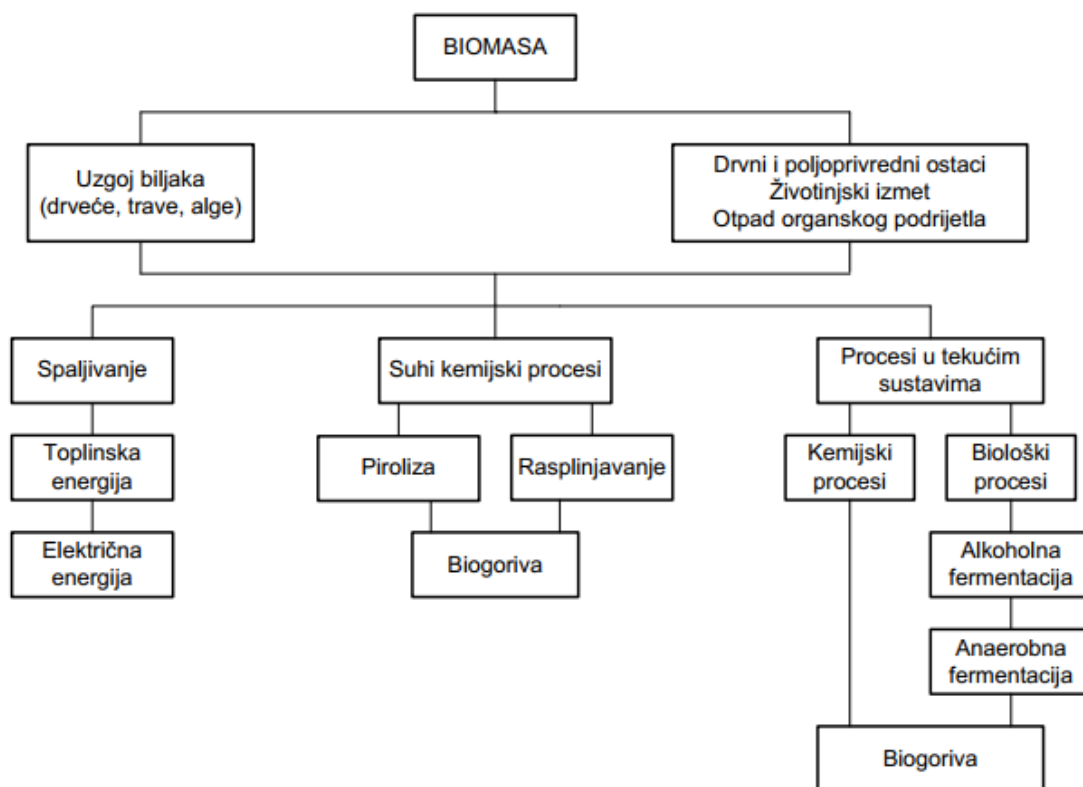 BIOMASA
Uzgoj biljaka
(drveće, trave, alge)
Drvni i poljoprivredni ostaci
Životinjski izmet
Otpad organskog podrijetla
Spaljivanje
Suhi kemijski procesi
Procesi u tekućim
sustavima
Toplinska
energija
Piroliza
Rasplinjavanje
Kemijski
procesi
Biološki
procesi
Elektrǐčna
energija
Biogoriva
Alkoholna
fermentacija
Anaerobna
fermentacija
Biogoriva